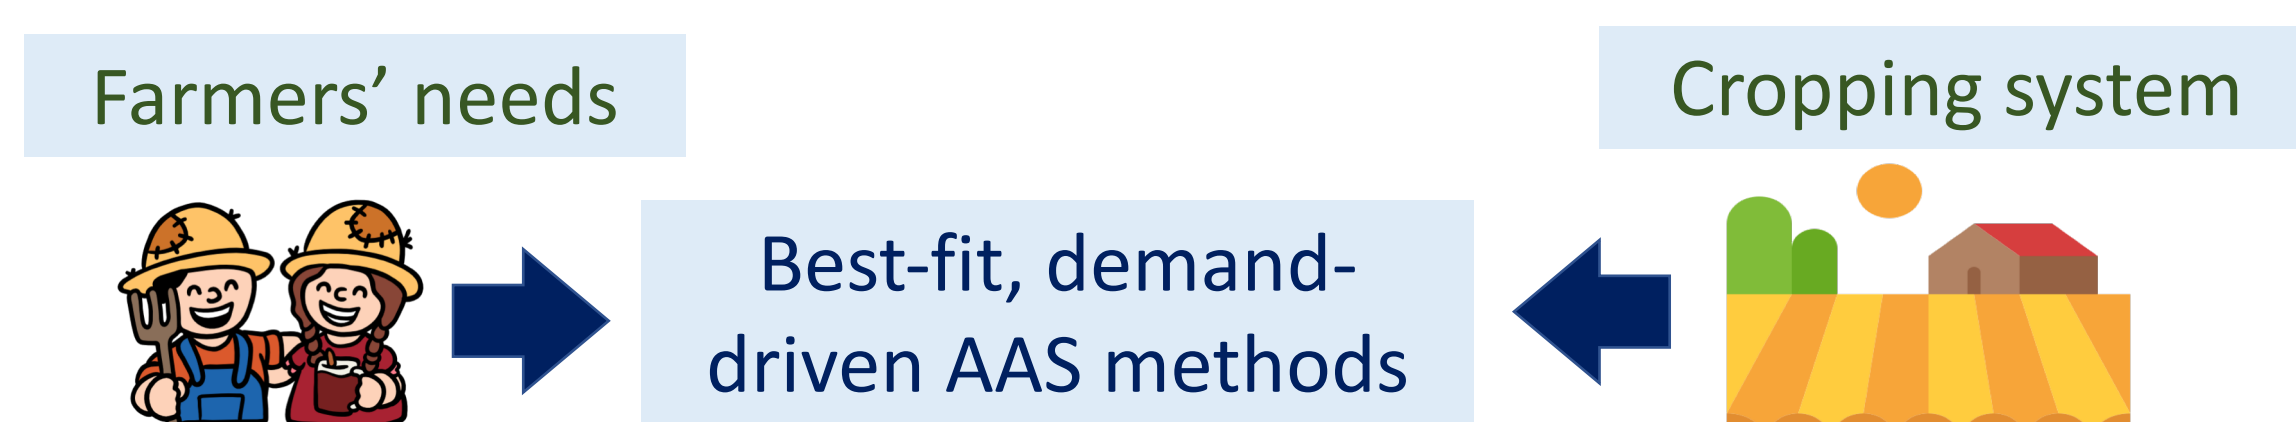 Farmers’ needs
Cropping system
Best-fit, demand-
driven AAS methods